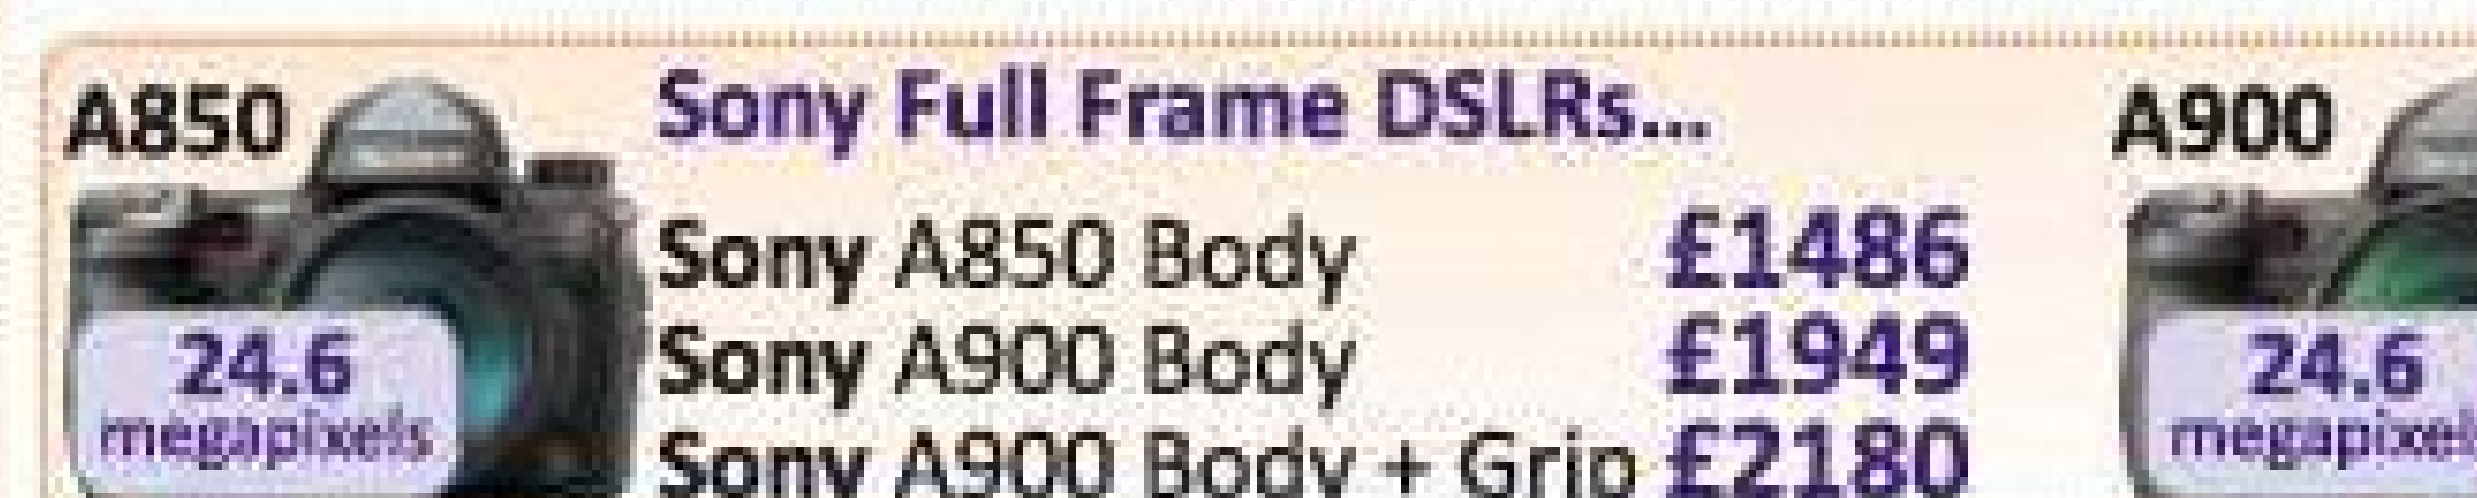 A850
24.6
megapixels
Sony Full Frame DSLRs...
Sony A850 Body £1486
Sony A900 Body £1949
Sony A900 Body + Grip £2180
A900
24.6